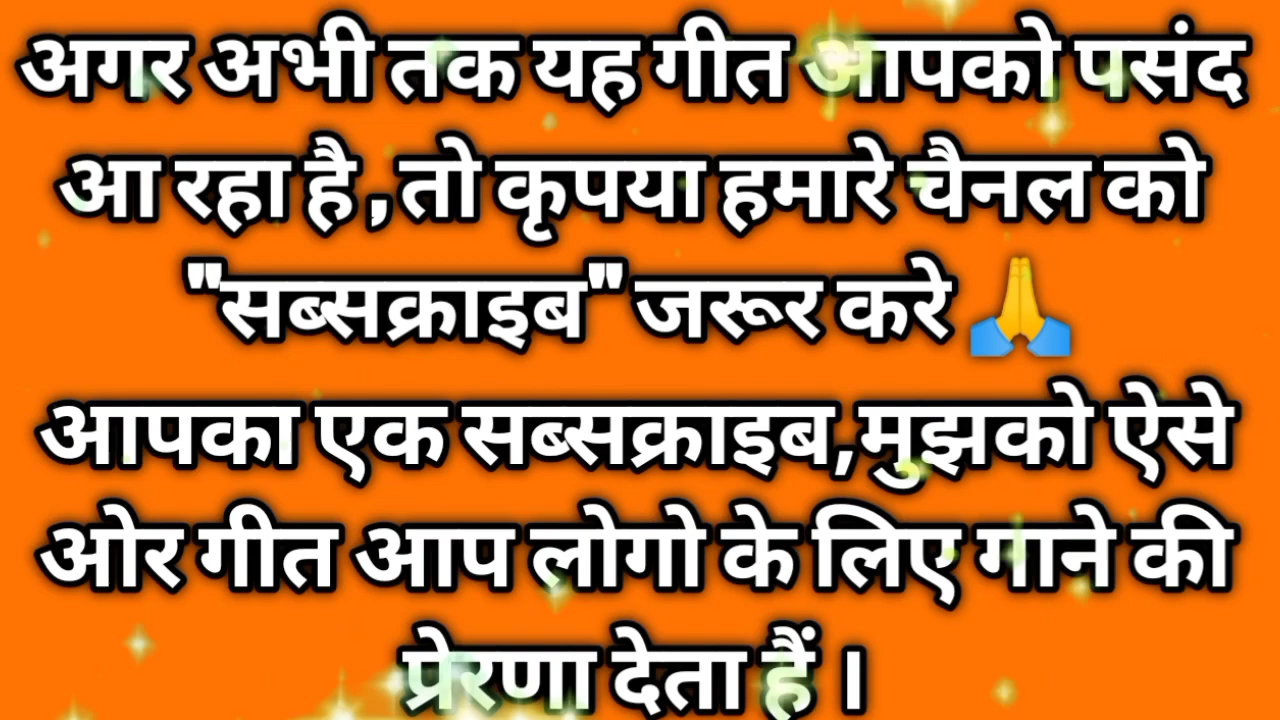 अगर अभी तक यह गीत आपको पसंद
आ रहा है , तो कृपया हमारे चैनल को
"सब्सक्राइब" जरूर करे 🙏
आपका एक सब्सक्राइब,मुझको ऐसे
ओर गीत आप लोगो के लिए गाने की
प्रेरणा देता हैं ।